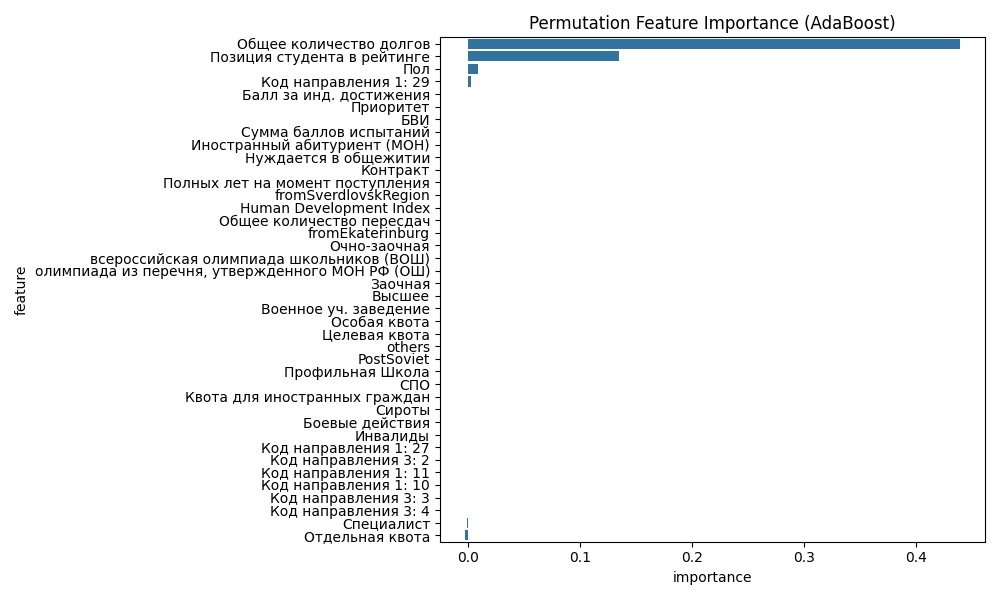 Permutation Feature Importance (AdaBoost)
Общее количество долгов
Позиция студента в рейтинге
Пол
Код направления 1: 29
Балл за инд. достижения
Приоритет
БВИ
Сумма баллов испытаний
Иностранный абитуриент (МОН)
Нуждается в общежитии
Контракт
Полных лет на момент поступления
fromSverdlovskRegion
Human Development Index
Общее количество пересдач
fromEkaterinburg
Очно-заочная
всероссийская олимпиада школьников (ВОШ)
олимпиада из перечня, утвержденного МОН РФ (ОШ)
Заочная
Высшее
Военное уч. заведение
Особая квота
Целевая квота
others
PostSoviet
Профильная Школа
СПО
Квота для иностранных граждан
Сироты
Боевые действия
Инвалиды
Код направления 1: 27
Код направления 3: 2
Код направления 1: 11
Код направления 1: 10
Код направления 3: 3
Код направления 3: 4
Специалист
Отдельная квота
feature
0.0 0.1 0.2 0.3 0.4
importance